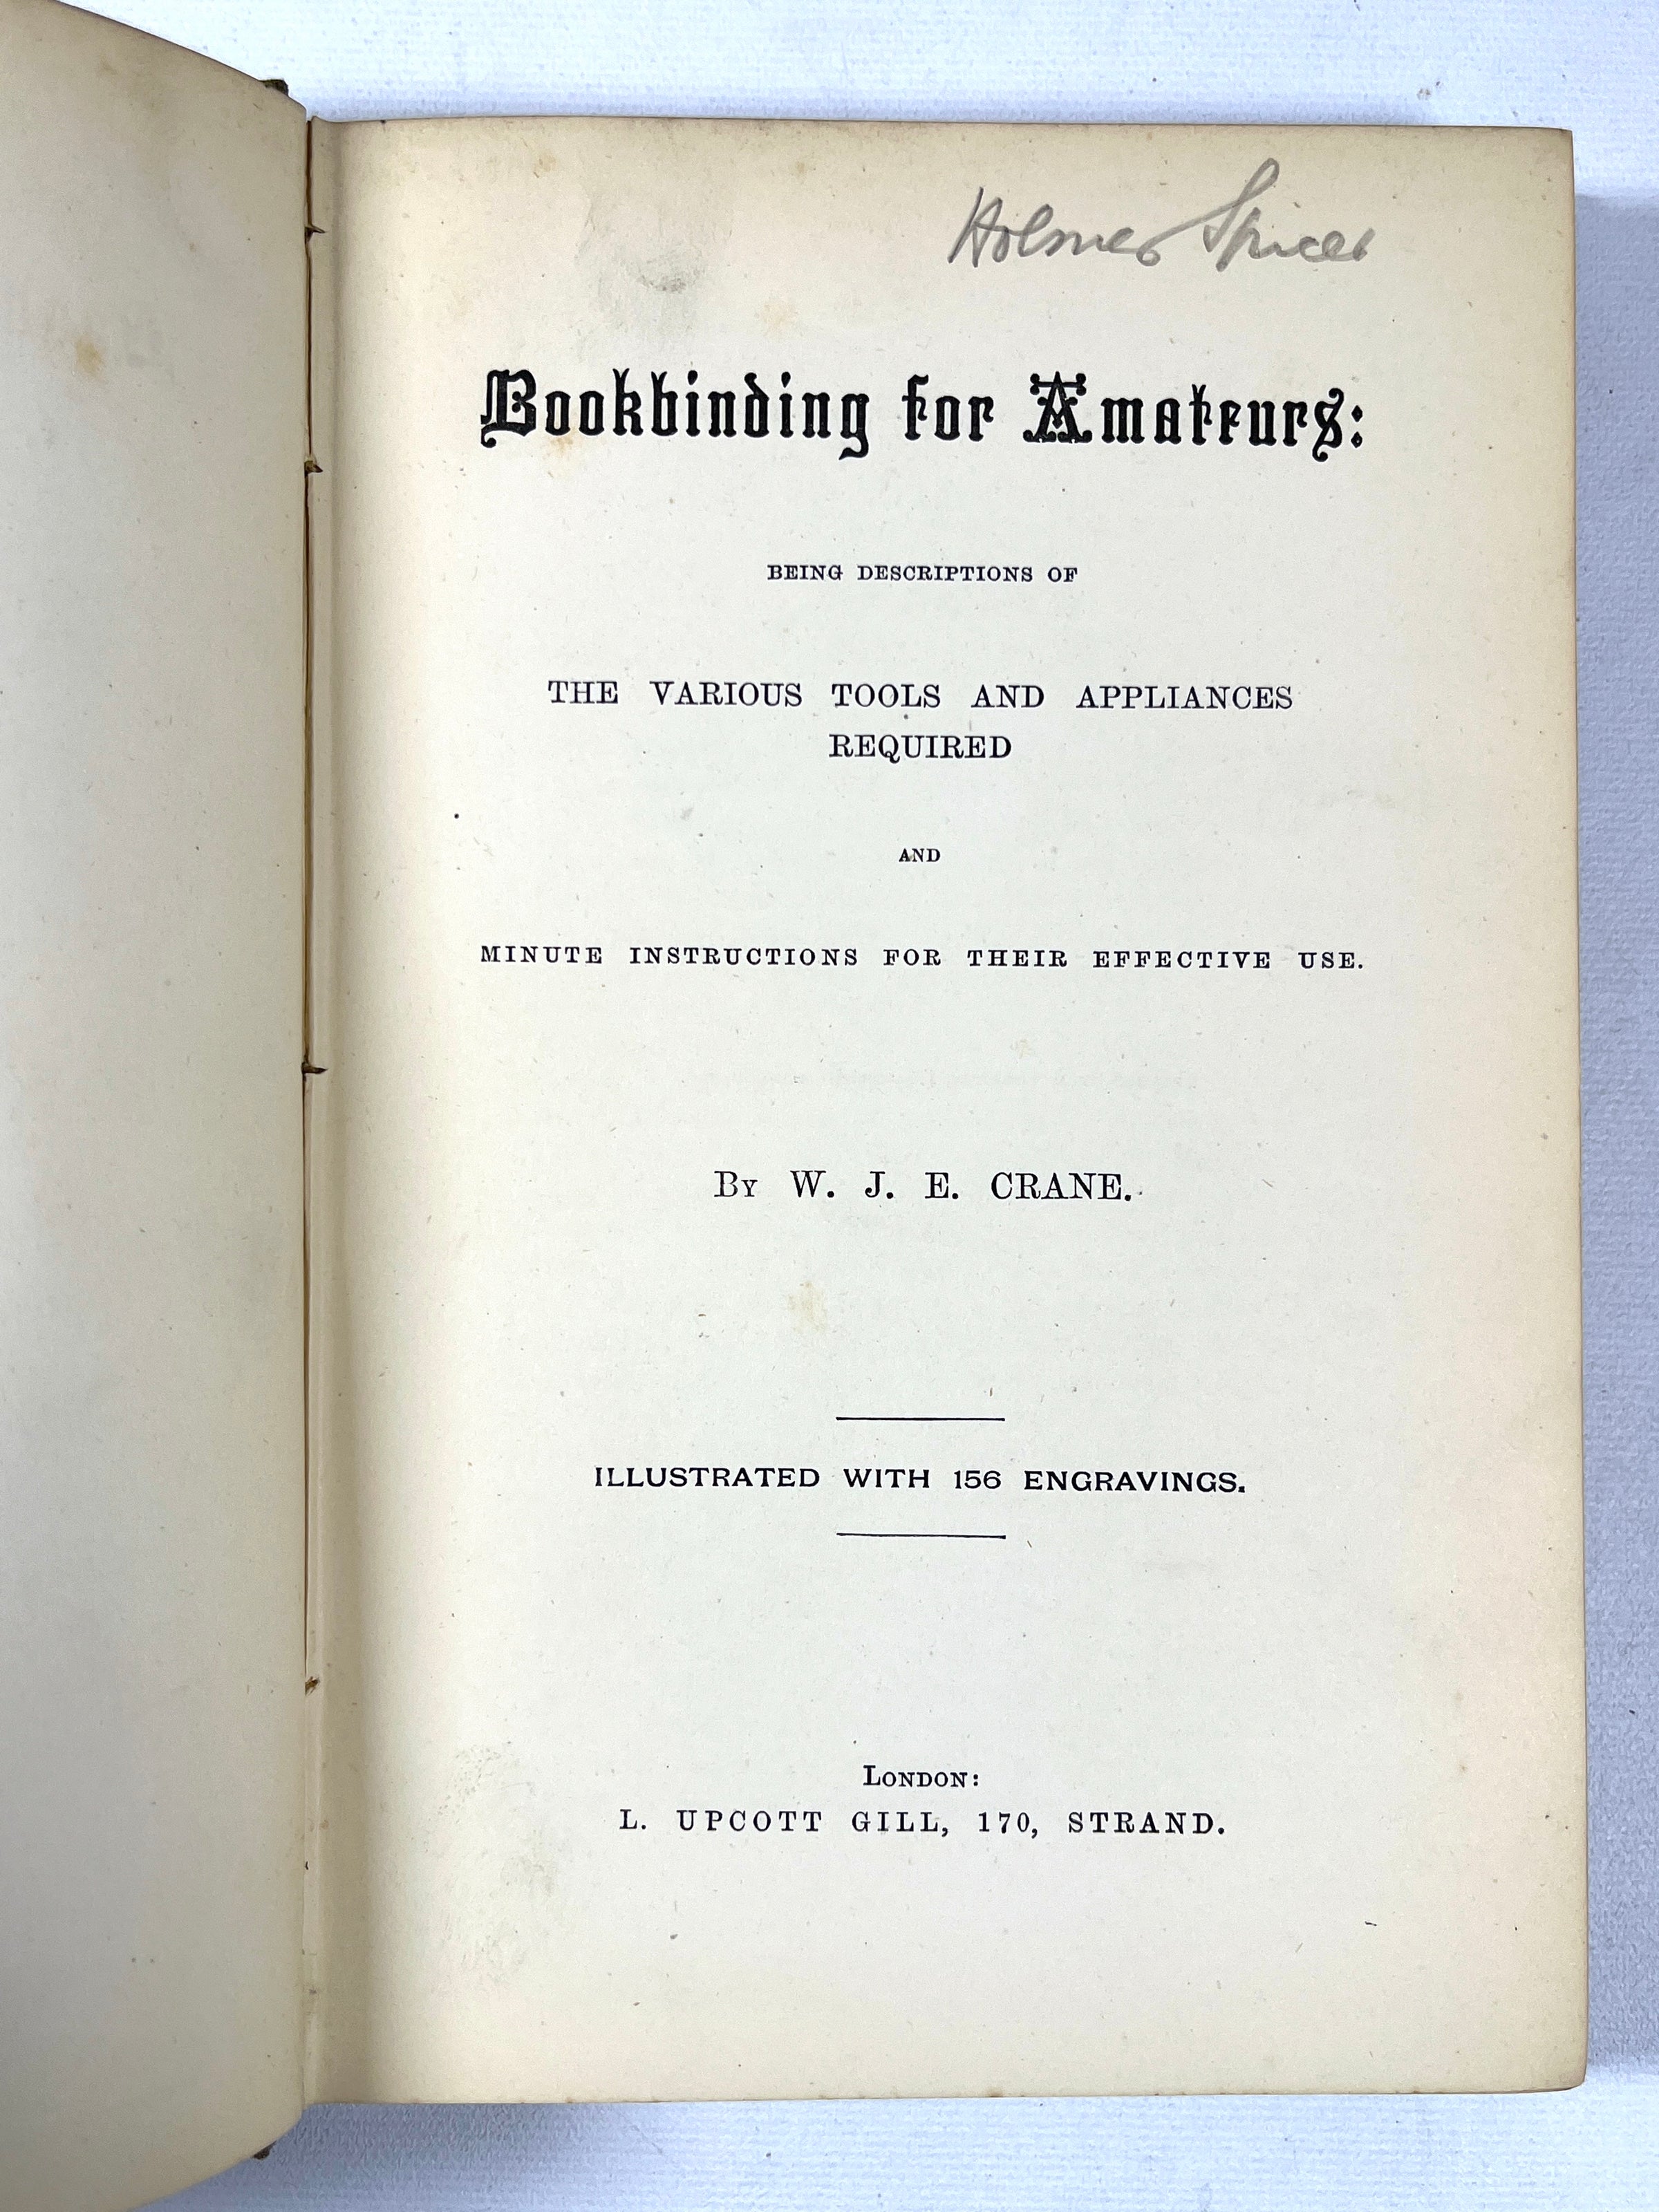 Holmer Spicer
Bookbinding for Amateurs:
BEING DESCRIPTIONS OF
THE VARIOUS TOOLS AND APPLIANCES
REQUIRED
AND
MINUTE INSTRUCTIONS FOR THEIR EFFECTIVE USE.
By W. J. E. CRANE.
ILLUSTRATED WITH 156 ENGRAVINGS.
London:
L. UPCOTT GILL, 170, STRAND.